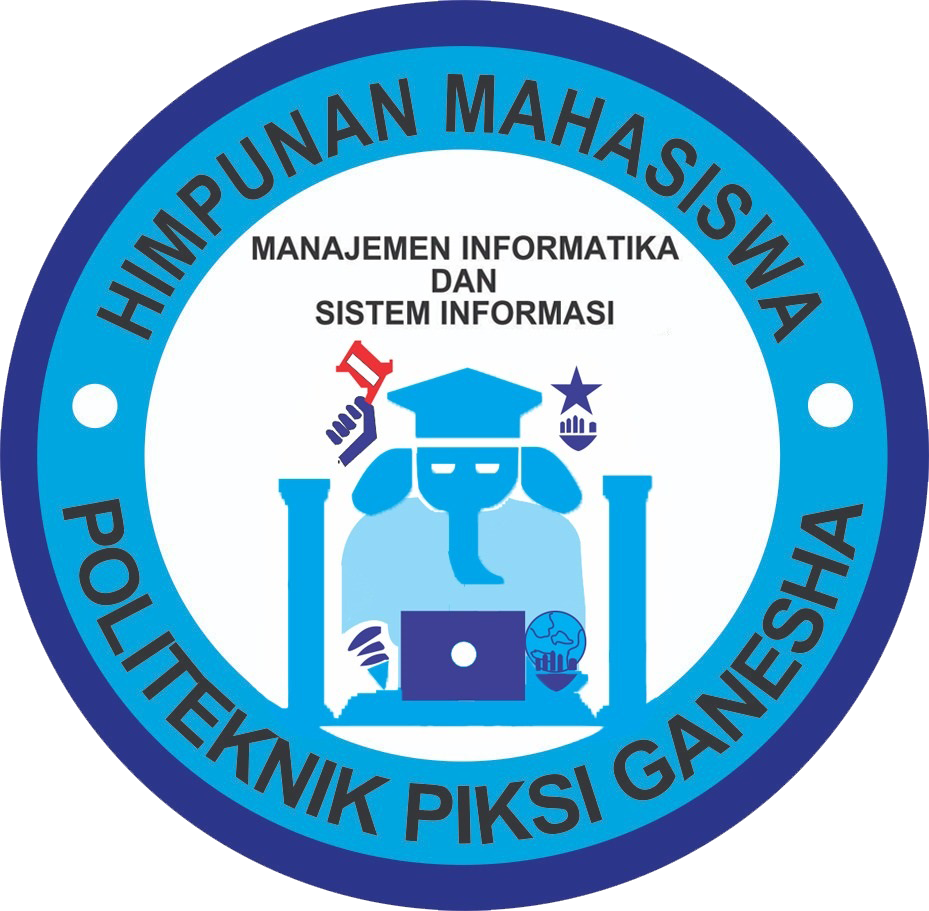 HIMPUNAN MAHASISWA
MANAJEMEN INFORMATIKA
DAN
SISTEM INFORMASI
POLITEKNIK PIKSI GANESHA